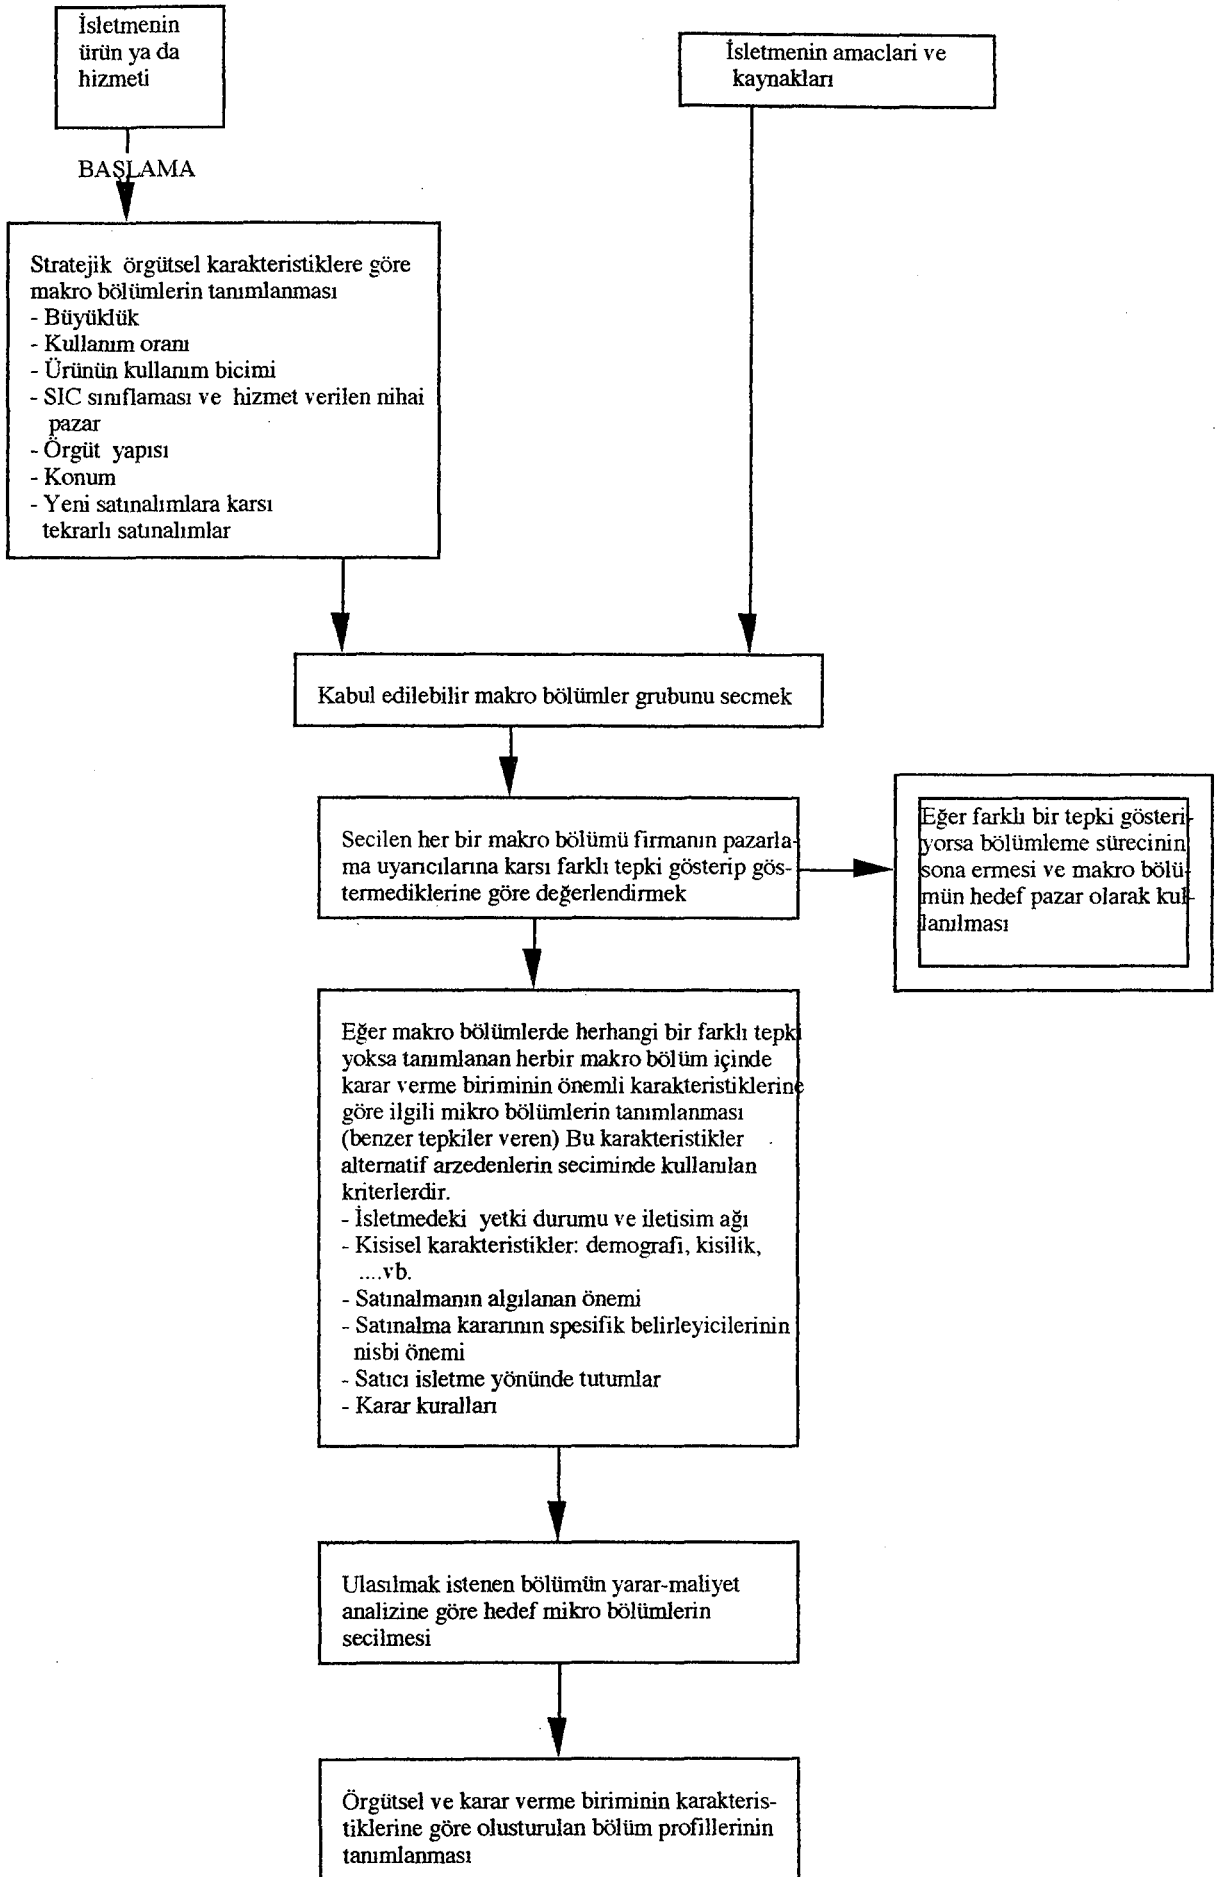 İsletmenin
ürün ya da
hizmeti
İsletmenin amaclari ve
kaynakları
BAŞLAMA
Stratejik örgütsel karakteristiklere göre
makro bölümlerin tanımlanması
- Büyüklük
- Kullanım oranı
- Ürünün kullanım bicimi
- SIC sınıflaması ve hizmet verilen nihai
pazar
- Örgüt yapısı
- Konum
- Yeni satınalımlara karsı
tekrarlı satınalımlar
Kabul edilebilir makro bölümler grubunu secmek
Secilen her bir makro bölümü firmanın pazarla-
ma uyarıcılarına karsı farklı tepki gösterip gös-
termediklerine göre değerlendirmek
Eğer farklı bir tepki gösteri-
yorsa bölümleme sürecinin
sona ermesi ve makro bölü-
mün hedef pazar olarak kul-
lanılması
Eğer makro bölümlerde herhangi bir farklı tepki
yoksa tanımlanan herbir makro bölüm içinde
karar verme biriminin önemli karakteristiklerine
göre ilgili mikro bölümlerin tanımlanması
(benzer tepkiler veren) Bu karakteristikler
alternatif arzedenlerin seciminde kullanılan
kriterlerdir.
- İsletmedeki yetki durumu ve iletisim ağı
- Kisisel karakteristikler: demografi, kisilik,
....vb.
- Satınalmanın algılanan önemi
- Satınalma kararının spesifik belirleyicilerinin
nisbi önemi
- Satıcı isletme yönünde tutumlar
- Karar kuralları
Ulasılmak istenen bölümün yarar-maliyet
analizine göre hedef mikro bölümlerin
secilmesi
Örgütsel ve karar verme biriminin karakteris-
tiklerine göre olusturulan bölüm profillerinin
tanımlanması